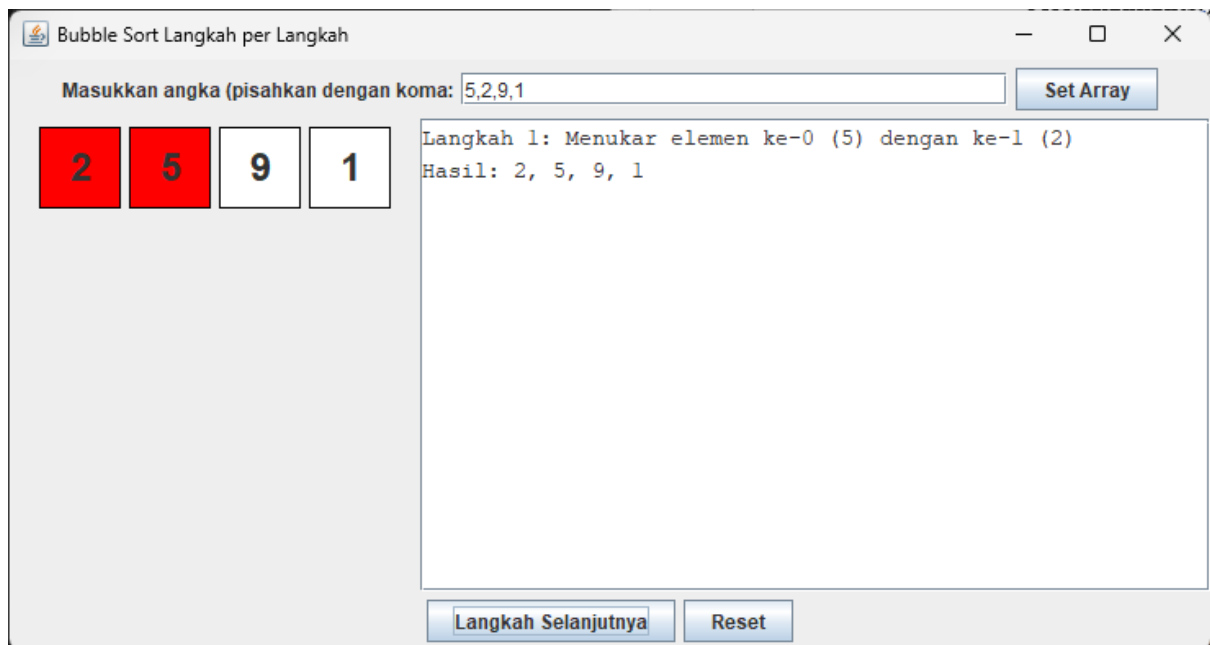 Bubble Sort Langkah per Langkah
Masukkan angka (pisahkan dengan koma: 5,2,9,1 Set Array
2 5 9 1
Langkah 1: Menukar elemen ke-0 (5) dengan ke-1 (2)
Hasil: 2, 5, 9, 1
Langkah Selanjutnya Reset